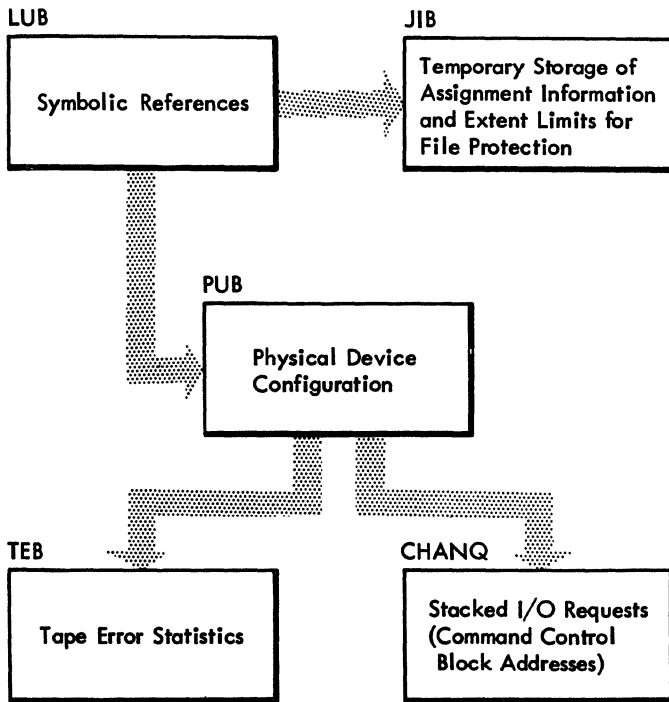 LUB
Symbolic References
JIB
Temporary Storage of
Assignment Information
and Extent Limits for
File Protection
PUB
Physical Device
Configuration
TEB
Tape Error Statistics
CHANQ
Stacked I/O Requests
(Command Control
Block Addresses)